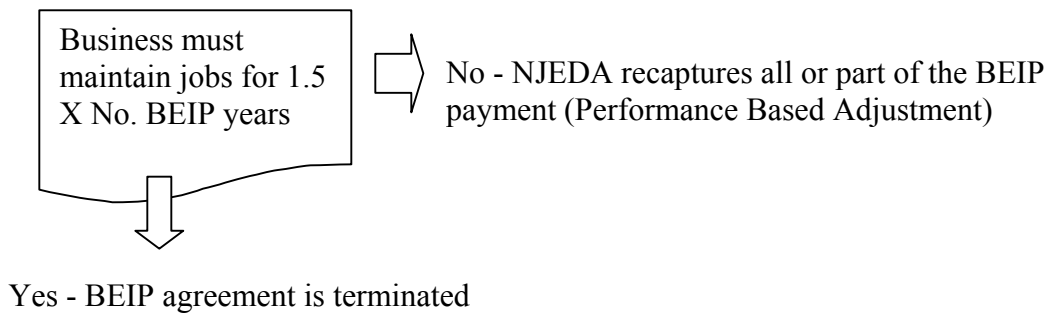 Business must
maintain jobs for 1.5
X No. BEIP years
No - NJEDA recaptures all or part of the BEIP
payment (Performance Based Adjustment)
Yes - BEIP agreement is terminated